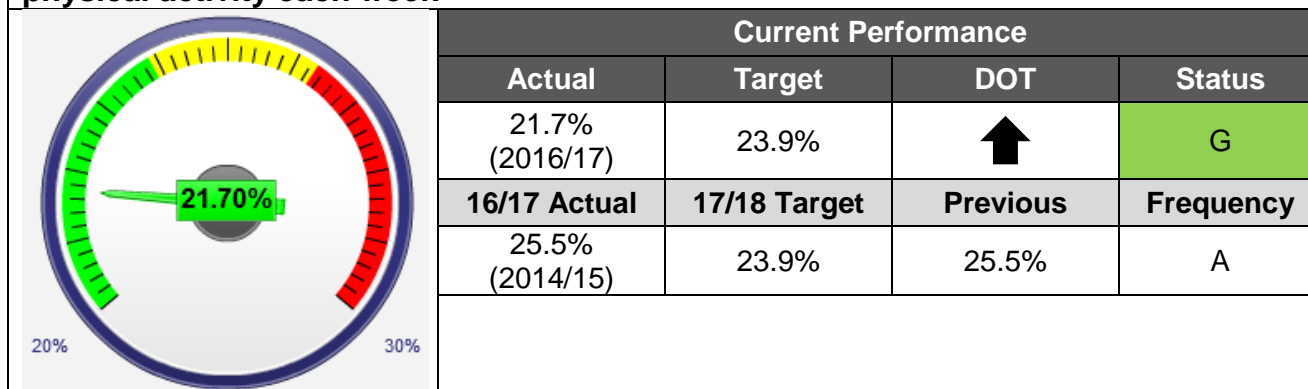 physical activity each week
21.70%
20%
30%
Current Performance
Actual Target DOT Status
21.7%
(2016/17) 23.9% G
16/17 Actual 17/18 Target Previous Frequency
25.5%
(2014/15) 23.9% 25.5% A